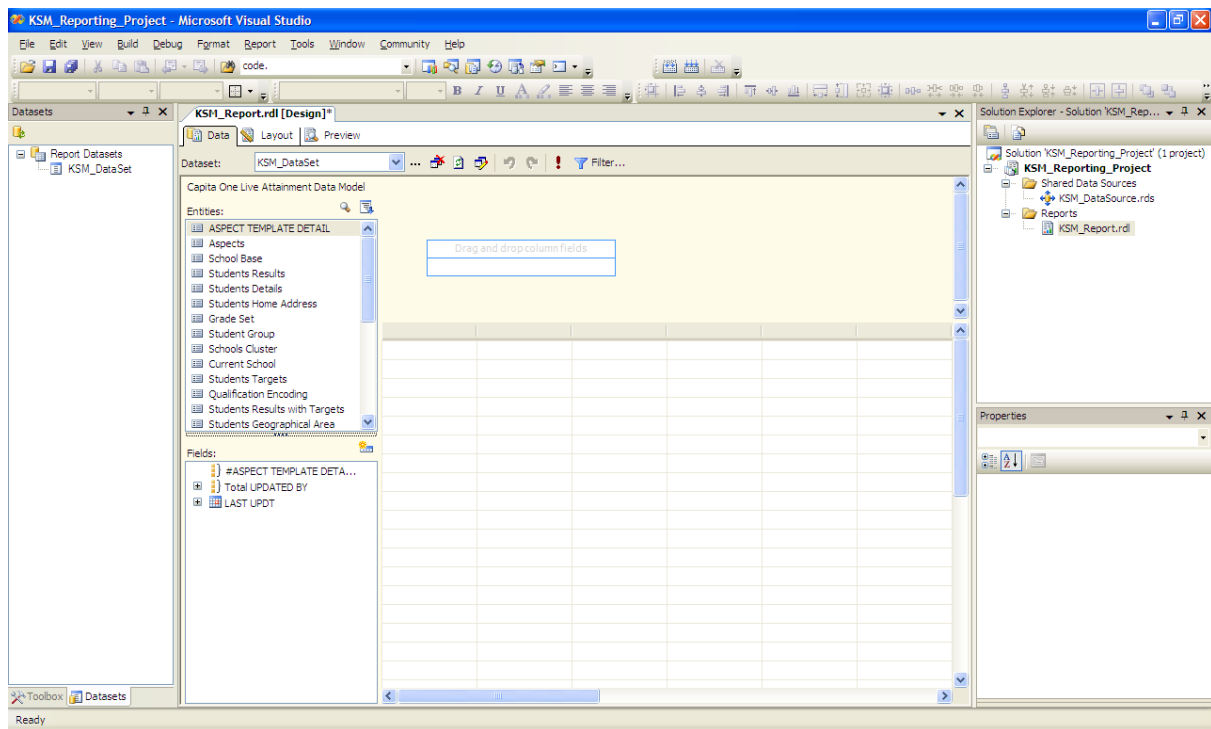 KSM_Reporting_Project - Microsoft Visual Studio
File Edit View Build Debug Format Report Tools Window Community Help
code.
B I U A
Datasets
Report Datasets
KSM_DataSet
Toolbox Datasets
KSM_Report.rdl [Design]*
Data Layout Preview
Dataset: KSM_DataSet ... Filter...
Capita One Live Attainment Data Model
Entities:
ASPECT TEMPLATE DETAIL
Aspects
School Base
Students Results
Students Details
Students Home Address
Grade Set
Student Group
Schools Cluster
Current School
Students Targets
Qualification Encoding
Students Results with Targets
Students Geographical Area
Fields:
#ASPECT TEMPLATE DETA...
Total UPDATED BY
LAST UPDT
Drag and drop column fields
Solution Explorer - Solution 'KSM_Rep...
Solution 'KSM_Reporting_Project' (1 project)
KSM_Reporting_Project
Shared Data Sources
KSM_DataSource.rds
Reports
KSM_Report.rdl
Properties
Ready